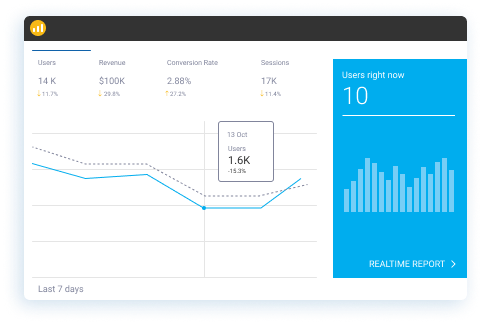 Users Revenue Conversion Rate Sessions
14 K $100K 2.88% 17K
↓11.7% ↓29.8% ↑27.2% ↓11.4%
Users right now
10
13 Oct
Users
1.6K
-15.3%
REALTIME REPORT
Last 7 days